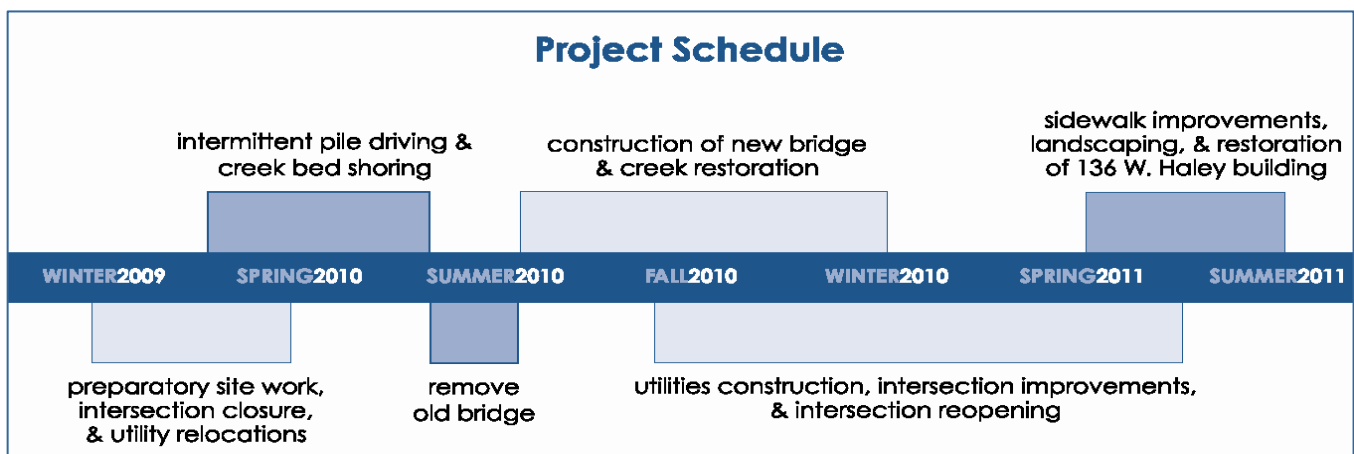 Project Schedule
intermittent pile driving &
creek bed shoring
construction of new bridge
& creek restoration
sidewalk improvements,
landscaping, & restoration
of 136 W. Haley building
WINTER2009 SPRING2010 SUMMER2010 FALL2010 WINTER2010 SPRING2011 SUMMER2011
preparatory site work,
intersection closure,
& utility relocations
remove
old bridge
utilities construction, intersection improvements,
& intersection reopening